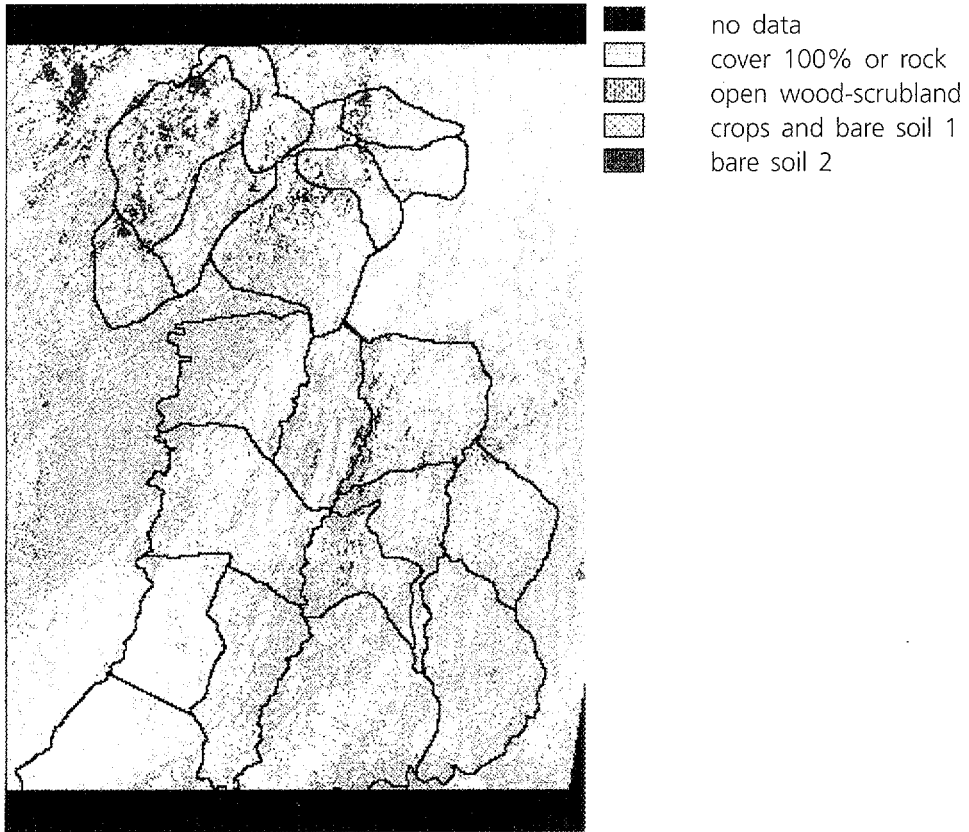 no data
cover 100% or rock
open wood-scrubland
crops and bare soil 1
bare soil 2